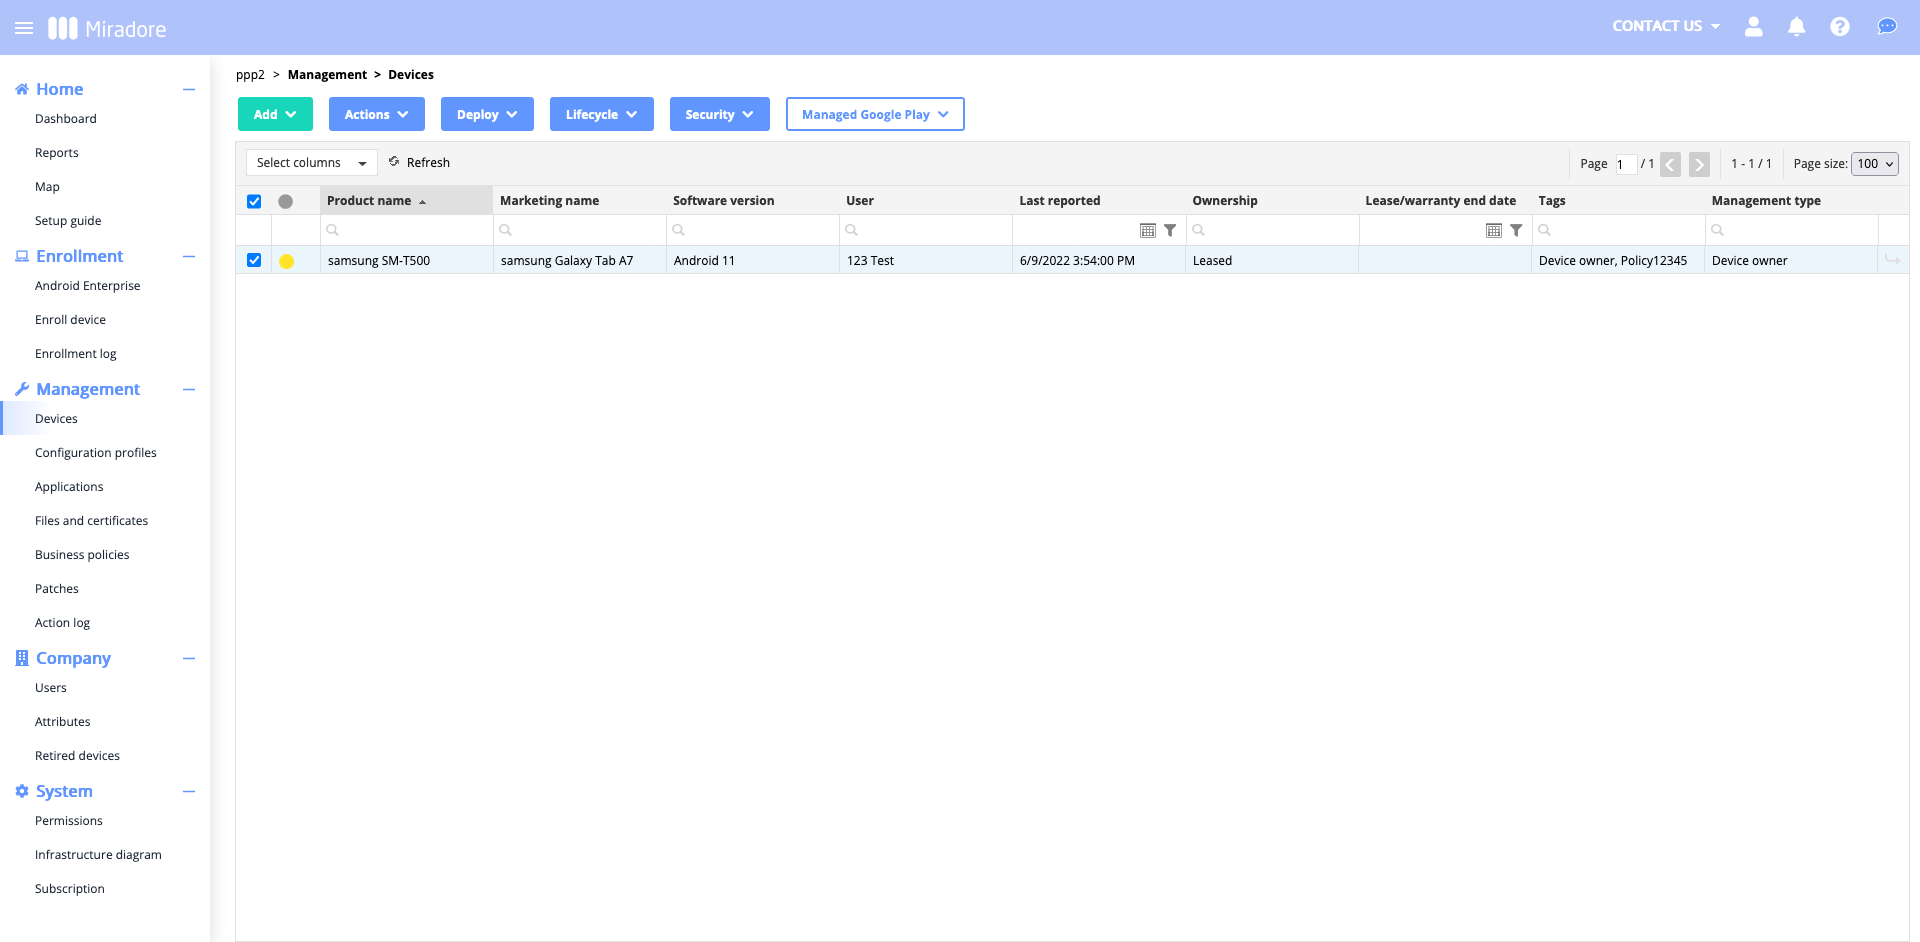 Miradore
CONTACT US
Home
Dashboard
Reports
Map
Setup guide
Enrollment
Android Enterprise
Enroll device
Enrollment log
Management
Devices
Configuration profiles
Applications
Files and certificates
Business policies
Patches
Action log
Company
Users
Attributes
Retired devices
System
Permissions
Infrastructure diagram
Subscription
ppp2 > Management > Devices
Add Actions Deploy Lifecycle Security Managed Google Play
Select columns Refresh Page 1 / 1 1 - 1 / 1 Page size: 100
Product name Marketing name Software version User Last reported Ownership Lease/warranty end date Tags Management type
samsung SM-T500 samsung Galaxy Tab A7 Android 11 123 Test 6/9/2022 3:54:00 PM Leased Device owner, Policy12345 Device owner